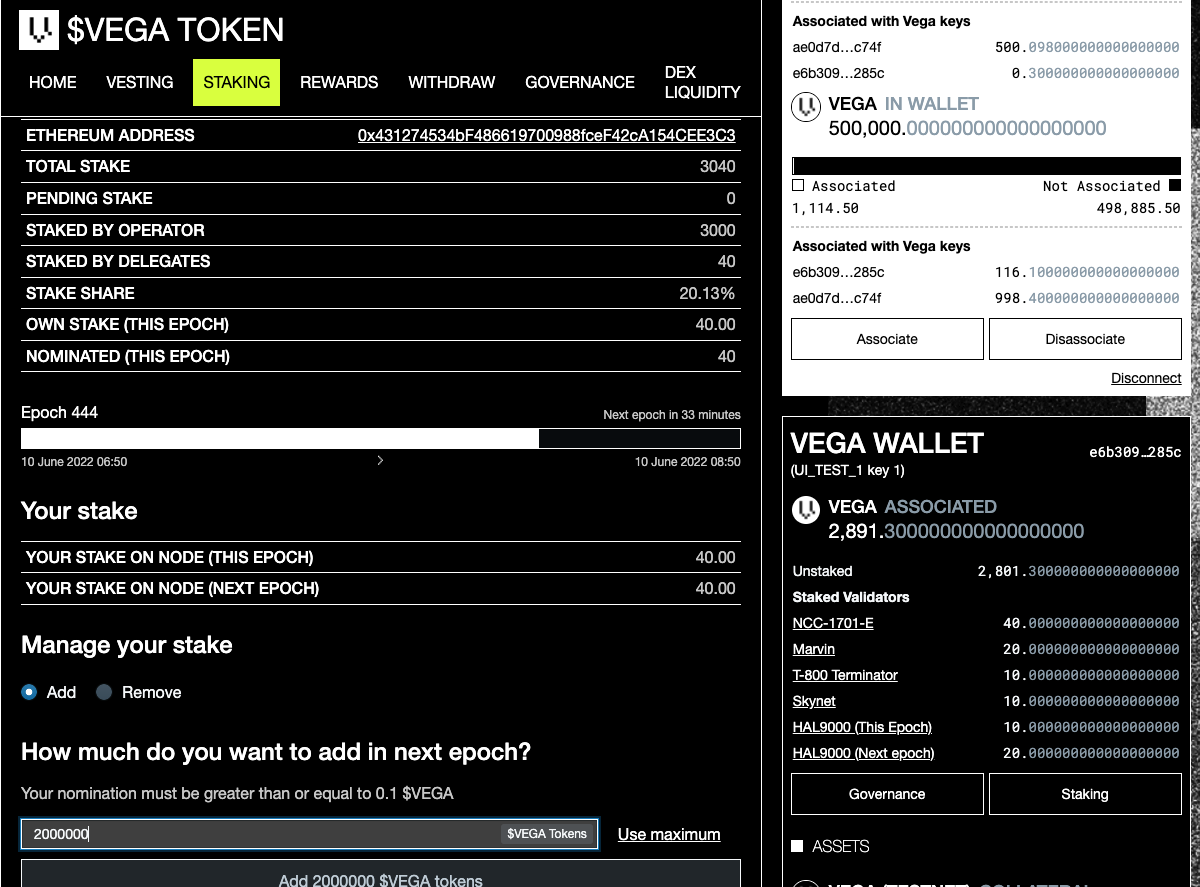 $VEGA TOKEN
HOME VESTING STAKING REWARDS WITHDRAW GOVERNANCE DEX LIQUIDITY
ETHEREUM ADDRESS 0x431274534bF486619700988fceF42cA154CEE3C3
TOTAL STAKE 3040
PENDING STAKE 0
STAKED BY OPERATOR 3000
STAKED BY DELEGATES 40
STAKE SHARE 20.13%
OWN STAKE (THIS EPOCH) 40.00
NOMINATED (THIS EPOCH) 40
Epoch 444 Next epoch in 33 minutes
10 June 2022 06:50 10 June 2022 08:50
Your stake
YOUR STAKE ON NODE (THIS EPOCH) 40.00
YOUR STAKE ON NODE (NEXT EPOCH) 40.00
Manage your stake
Add Remove
How much do you want to add in next epoch?
Your nomination must be greater than or equal to 0.1 $VEGA
2000000 $VEGA Tokens Use maximum
Add 2000000 $VEGA tokens
Associated with Vega keys
ae0d7d…c74f 500.098000000000000000
e6b309…285c 0.300000000000000000
VEGA IN WALLET
500,000.000000000000000000
Associated Not Associated
1,114.50 498,885.50
Associated with Vega keys
e6b309…285c 116.100000000000000000
ae0d7d…c74f 998.400000000000000000
Associate Disassociate
Disconnect
VEGA WALLET e6b309…285c
(UI_TEST_1 key 1)
VEGA ASSOCIATED
2,891.300000000000000000
Unstaked 2,801.300000000000000000
Staked Validators
NCC-1701-E 40.000000000000000000
Marvin 20.000000000000000000
T-800 Terminator 10.000000000000000000
Skynet 10.000000000000000000
HAL9000 (This Epoch) 10.000000000000000000
HAL9000 (Next epoch) 20.000000000000000000
Governance Staking
ASSETS
VEGA (TESTNET) COLLATERAL